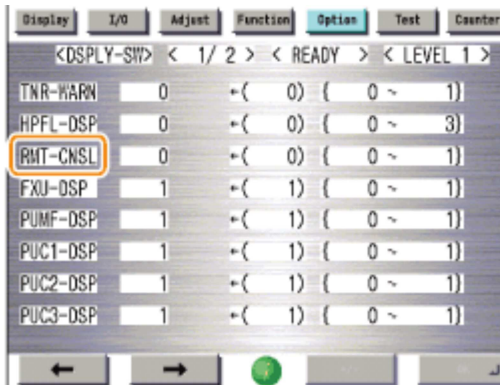 Display I/O Adjust Function Option Test Counter
<DSPLY-SW> < 1/ 2 > < READY > < LEVEL 1 >
TNR-WARN 0 ←( 0) { 0 ~ 1}
HPFL-DSP 0 ←( 0) { 0 ~ 3}
RMT-CNSL 0 ←( 0) { 0 ~ 1}
FXU-DSP 1 ←( 1) { 0 ~ 1}
PUMF-DSP 1 ←( 1) { 0 ~ 1}
PUC1-DSP 1 ←( 1) { 0 ~ 1}
PUC2-DSP 1 ←( 1) { 0 ~ 1}
PUC3-DSP 1 ←( 1) { 0 ~ 1}
← →